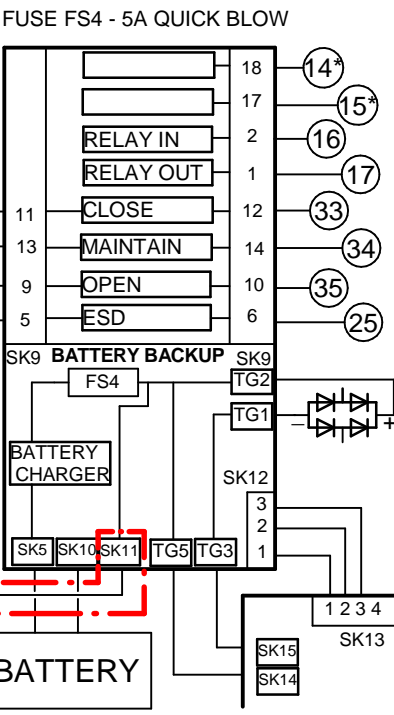 FUSE FS4 - 5A QUICK BLOW
18 14*
17 15*
RELAY IN 2 16
RELAY OUT 1 17
11 CLOSE 12 33
13 MAINTAIN 14 34
9 OPEN 10 35
5 ESD 6 25
SK9 BATTERY BACKUP SK9
FS4 TG2
TG1
− +
BATTERY
CHARGER
SK12
3
2
1
SK5 SK10 SK11 TG5 TG3
1 2 3 4
SK13
SK15
SK14
BATTERY